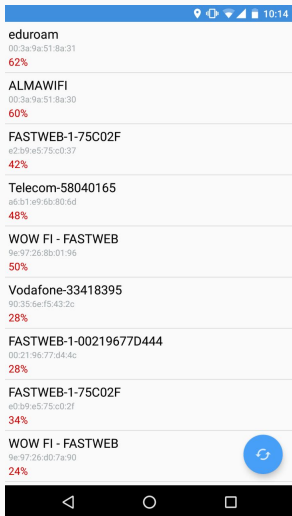 10:14
eduroam
00:3a:9a:51:8a:31
62%
ALMAWIFI
00:3a:9a:51:8a:30
60%
FASTWEB-1-75C02F
e2:b9:e5:75:c0:37
42%
Telecom-58040165
a6:b1:e9:6b:80:6d
48%
WOW FI - FASTWEB
9e:97:26:8b:01:96
50%
Vodafone-33418395
90:35:6e:f5:43:2c
28%
FASTWEB-1-00219677D444
00:21:96:77:d4:4c
28%
FASTWEB-1-75C02F
e0:b9:e5:75:c0:2f
34%
WOW FI - FASTWEB
9e:97:26:d0:7a:90
24%